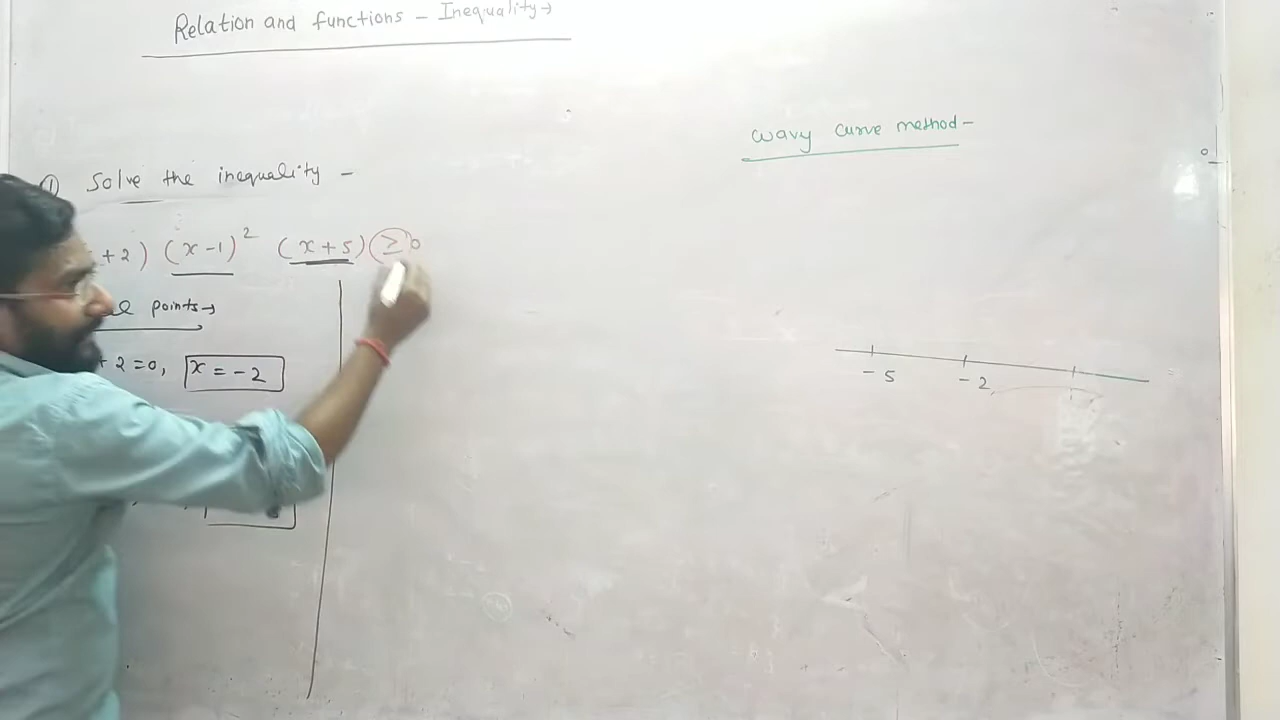 Relation and functions - Inequality→
Wavy Curve method-
① Solve the inequality -
+2) (x-1)² (x+5) ≥ 0
points→
+ 2 = 0, x = -2
-5 -2